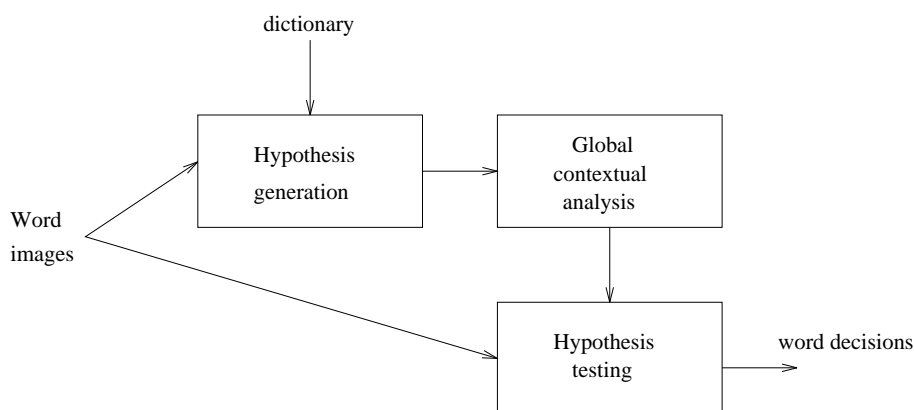 dictionary
Hypothesis
generation
Global
contextual
analysis
Word
images
Hypothesis
testing
word decisions